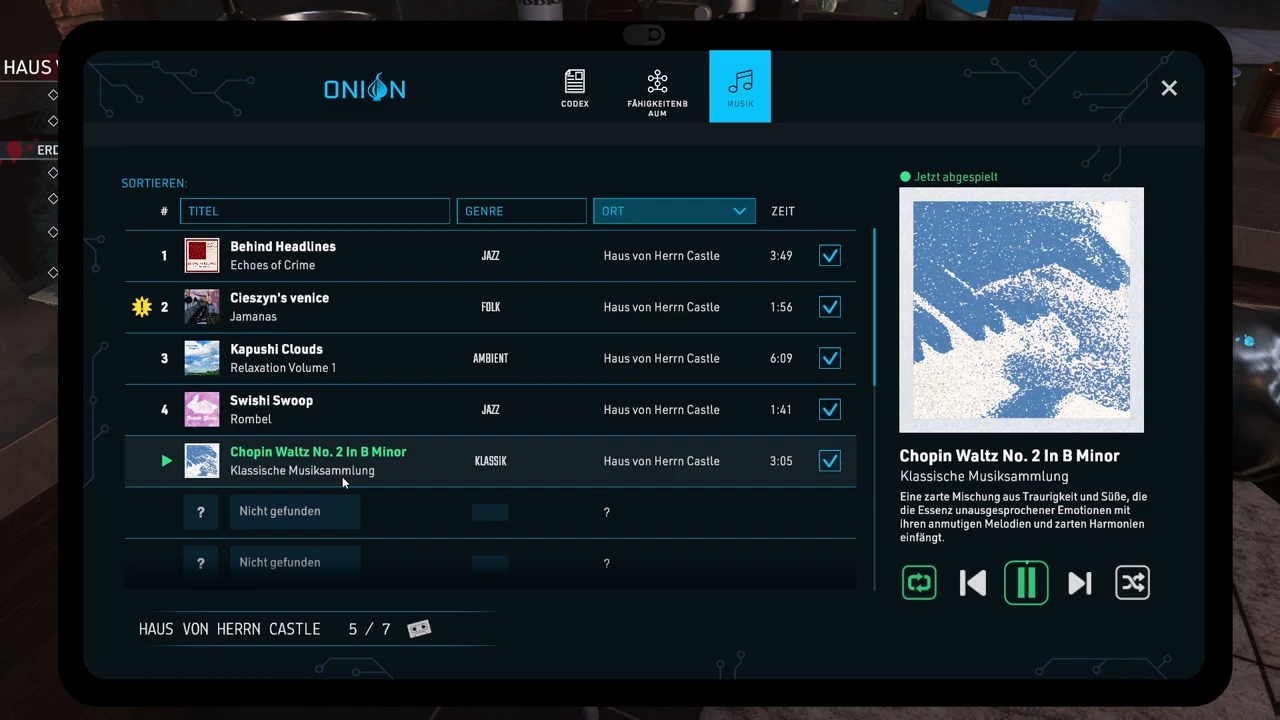 HAUS
ERD
ONION
CODEX
FÄHIGKEITENB
AUM
MUSIK
SORTIEREN:
# TITEL GENRE ORT ZEIT
1 Behind Headlines JAZZ Haus von Herrn Castle 3:49
Echoes of Crime
2 Cieszyn's venice FOLK Haus von Herrn Castle 1:56
Jamanas
3 Kapushi Clouds AMBIENT Haus von Herrn Castle 6:09
Relaxation Volume 1
4 Swishi Swoop JAZZ Haus von Herrn Castle 1:41
Rombel
Chopin Waltz No. 2 In B Minor KLASSIK Haus von Herrn Castle 3:05
Klassische Musiksammlung
? Nicht gefunden ?
? Nicht gefunden ?
HAUS VON HERRN CASTLE 5 / 7
Jetzt abgespielt
Chopin Waltz No. 2 In B Minor
Klassische Musiksammlung
Eine zarte Mischung aus Traurigkeit und Süße, die
die Essenz unausgesprochener Emotionen mit
ihren anmutigen Melodien und zarten Harmonien
einfängt.